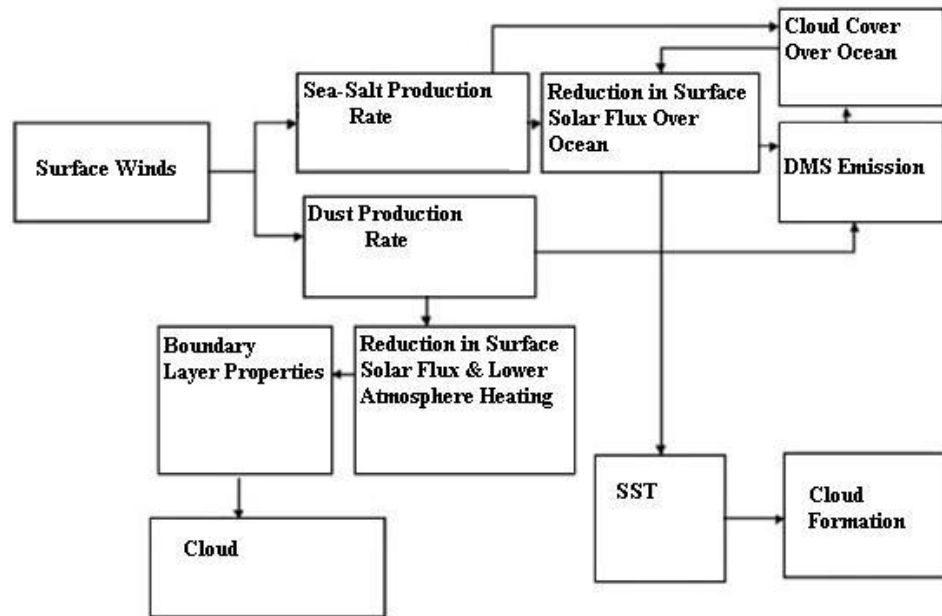 Cloud Cover
Over Ocean
Sea-Salt Production
Rate
Reduction in Surface
Solar Flux Over
Ocean
Surface Winds
DMS Emission
Dust Production
Rate
Boundary
Layer Properties
Reduction in Surface
Solar Flux & Lower
Atmosphere Heating
SST
Cloud
Formation
Cloud